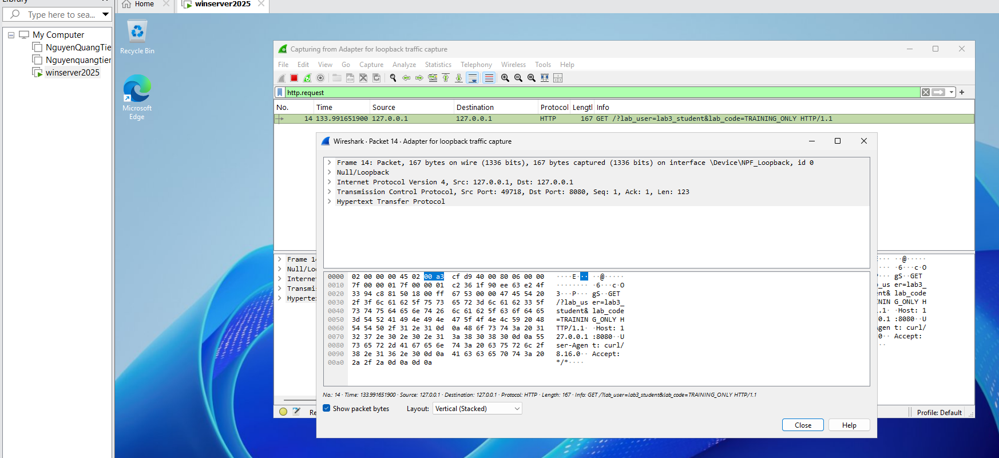 Library
Home
winserver2025
Type here to sea...
My Computer
NguyenQuangTie
Nguyenquangtier
winserver2025
Recycle Bin
Microsoft
Edge
Capturing from Adapter for loopback traffic capture
File Edit View Go Capture Analyze Statistics Telephony Wireless Tools Help
http.request
No. Time Source Destination Protocol Lengtl Info
14 133.991651900 127.0.0.1 127.0.0.1 HTTP 167 GET /?lab_user=lab3_student&lab_code=TRAINING_ONLY HTTP/1.1
Wireshark · Packet 14 · Adapter for loopback traffic capture
Frame 14: Packet, 167 bytes on wire (1336 bits), 167 bytes captured (1336 bits) on interface \Device\NPF_Loopback, id 0
Null/Loopback
Internet Protocol Version 4, Src: 127.0.0.1, Dst: 127.0.0.1
Transmission Control Protocol, Src Port: 49718, Dst Port: 8080, Seq: 1, Ack: 1, Len: 123
Hypertext Transfer Protocol
0000 02 00 00 00 45 02 00 a3 cf d9 40 00 80 06 00 00 ····E··· ··@·····
0010 7f 00 00 01 7f 00 00 01 c2 36 1f 90 ee 63 e2 4f ········ ·6···c·O
0020 33 94 c8 81 50 18 00 ff 67 53 00 00 47 45 54 20 3···P··· gS··GET
0030 2f 3f 6c 61 62 5f 75 73 65 72 3d 6c 61 62 33 5f /?lab_us er=lab3_
0040 73 74 75 64 65 6e 74 26 6c 61 62 5f 63 6f 64 65 student& lab_code
0050 3d 54 52 41 49 4e 49 4e 47 5f 4f 4e 4c 59 20 48 =TRAININ G_ONLY H
0060 54 54 50 2f 31 2e 31 0d 0a 48 6f 73 74 3a 20 31 TTP/1.1· ·Host: 1
0070 32 37 2e 30 2e 30 2e 31 3a 38 30 38 30 0d 0a 55 27.0.0.1 :8080··U
0080 73 65 72 2d 41 67 65 6e 74 3a 20 63 75 72 6c 2f ser-Agen t: curl/
0090 38 2e 31 36 2e 30 0d 0a 41 63 63 65 70 74 3a 20 8.16.0·· Accept:
00a0 2a 2f 2a 0d 0a 0d 0a */*····
No.: 14 · Time: 133.991651900 · Source: 127.0.0.1 · Destination: 127.0.0.1 · Protocol: HTTP · Length: 167 · Info: GET /?lab_user=lab3_student&lab_code=TRAINING_ONLY HTTP/1.1
Show packet bytes Layout: Vertical (Stacked)
Close Help
Frame 14
Null/Loo
Internet
Transmis
Hypertex
··@·····
·6···c·O
gS··GET
_us er=lab3_
nt& lab_code
ININ G_ONLY H
.1· ·Host: 1
0.1 :8080··U
gen t: curl/
0·· Accept:
Re
Profile: Default